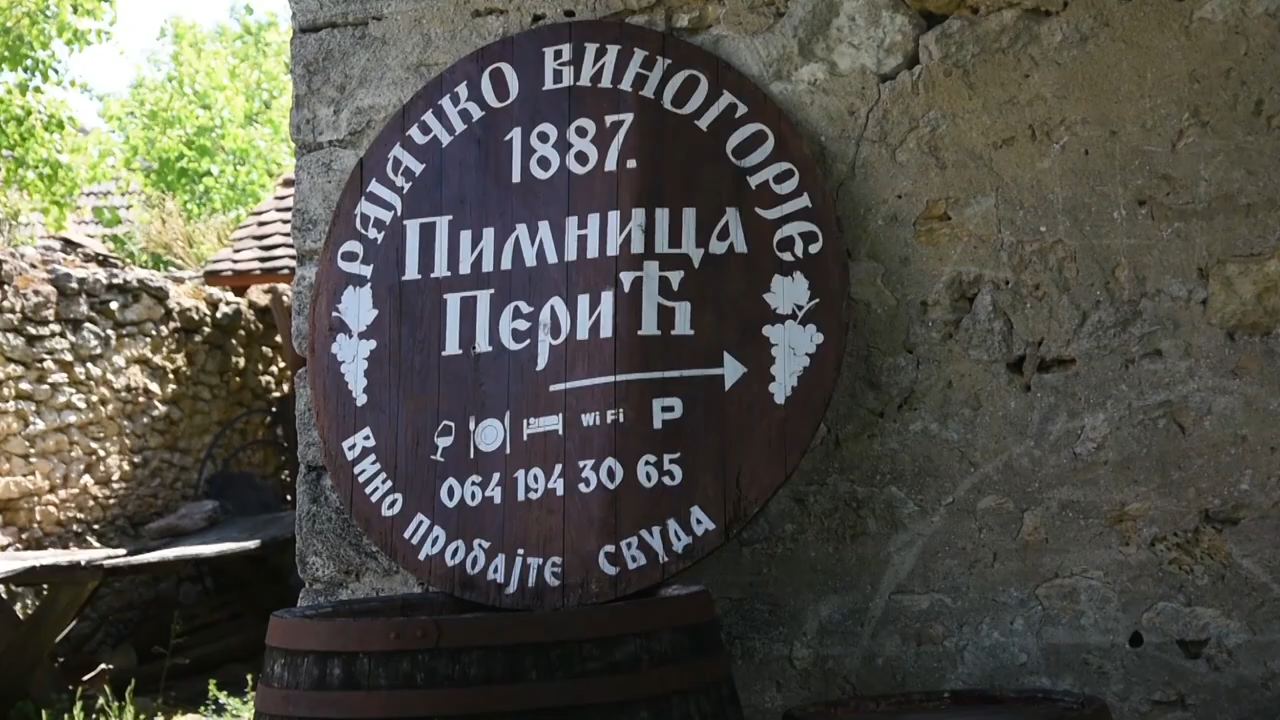 РАЈАЧКО ВИНОГОРЈЕ
1887.
Пимница
Перић
Wi Fi P
064 194 30 65
Вино пробајте свуда